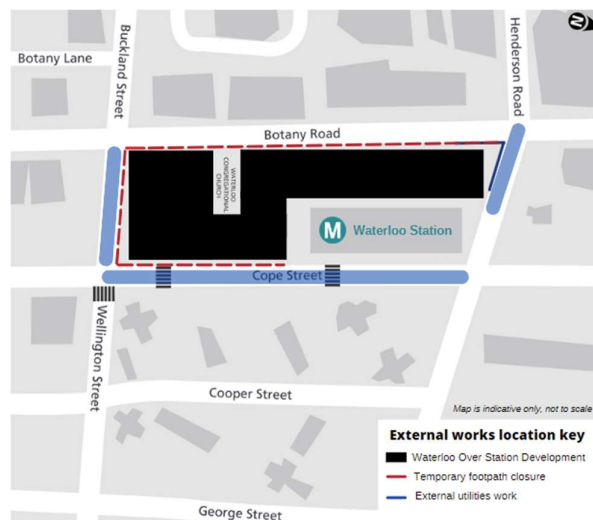 N
Botany Lane
Buckland Street
Henderson Road
Botany Road
WATERLOO
CONGREGATIONAL
CHURCH
M
Waterloo Station
Cope Street
Wellington Street
Cooper Street
Map is indicative only, not to scale
External works location key
Waterloo Over Station Development
Temporary footpath closure
External utilities work
George Street